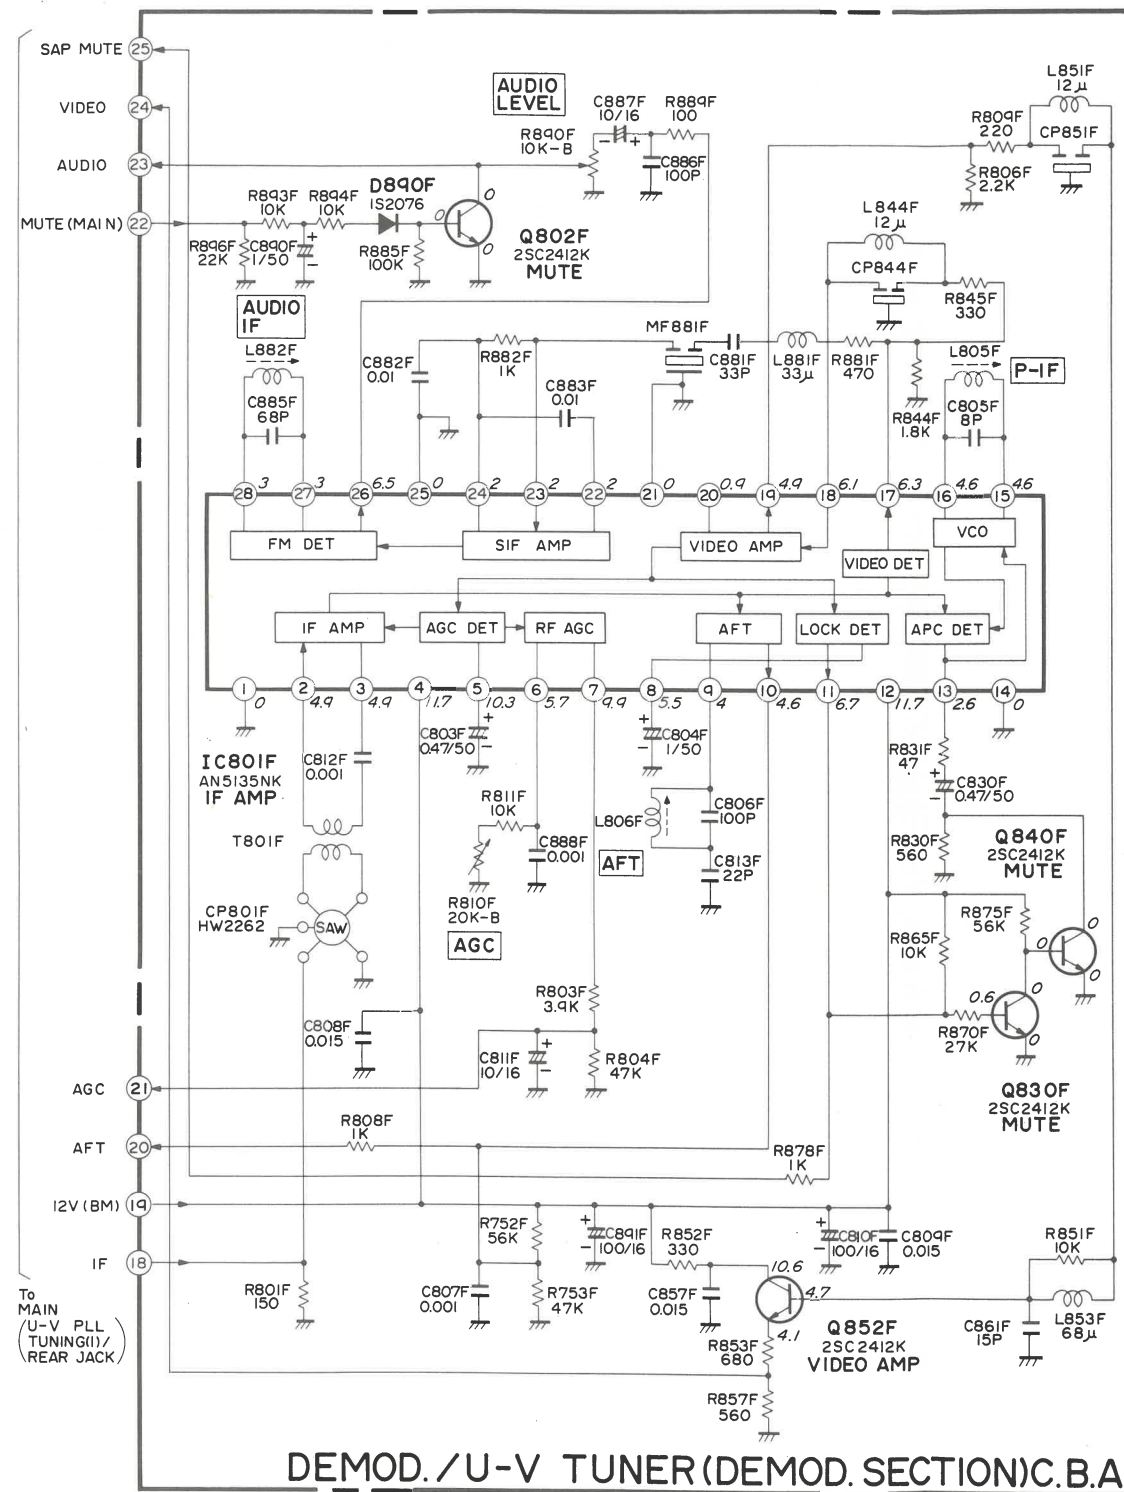 SAP MUTE 25
VIDEO 24
AUDIO 23
MUTE (MAIN) 22
AUDIO
LEVEL
R890F
10K-B
C887F
10/16
- +
R889F
100
C886F
100P
L851F
12μ
R809F
220
CP851F
R806F
2.2K
R893F
10K
R894F
10K
D890F
1S2076
0
0
0
R896F
22K
C890F
1/50
+
-
R885F
100K
Q802F
2SC2412K
MUTE
L844F
12μ
CP844F
R845F
330
AUDIO
IF
L882F
C885F
68P
C882F
0.01
R882F
1K
C883F
0.01
MF881F
C881F
33P
L881F
33μ
R881F
470
R844F
1.8K
L805F
C805F
8P
P-IF
28 3
27 3
26 6.5
25 0
24 2
23 2
22 2
21 0
20 0.9
19 4.9
18 6.1
17 6.3
16 4.6
15 4.6
FM DET
SIF AMP
VIDEO AMP
VIDEO DET
VCO
IF AMP
AGC DET
RF AGC
AFT
LOCK DET
APC DET
1 0
2 4.9
3 4.9
4 11.7
5 10.3
6 5.7
7 9.9
8 5.5
9 4
10 4.6
11 6.7
12 11.7
13 2.6
14 0
IC801F
AN5135NK
IF AMP
C812F
0.001
C803F
0.47/50
+
-
C804F
1/50
+
-
R831F
47
C830F
0.47/50
+
-
T801F
R811F
10K
C888F
0.001
R810F
20K-B
AGC
L806F
AFT
C806F
100P
C813F
22P
R830F
560
Q840F
2SC2412K
MUTE
CP801F
HW2262
SAW
R865F
10K
R875F
56K
0
0
0
0.6
0
0
R870F
27K
Q830F
2SC2412K
MUTE
C808F
0.015
R803F
3.9K
C811F
10/16
+
-
R804F
47K
AGC 21
AFT 20
R808F
1K
R878F
1K
12V (BM) 19
IF 18
R752F
56K
C891F
100/16
+
-
R852F
330
C810F
100/16
+
-
C809F
0.015
R851F
10K
R801F
150
C807F
0.001
R753F
47K
C857F
0.015
10.6
4.7
4.1
Q852F
2SC2412K
VIDEO AMP
C861F
15P
L853F
68μ
R853F
680
R857F
560
To
MAIN
(U-V PLL
TUNING(1)/
REAR JACK)
DEMOD./U-V TUNER(DEMOD. SECTION)C.B.A